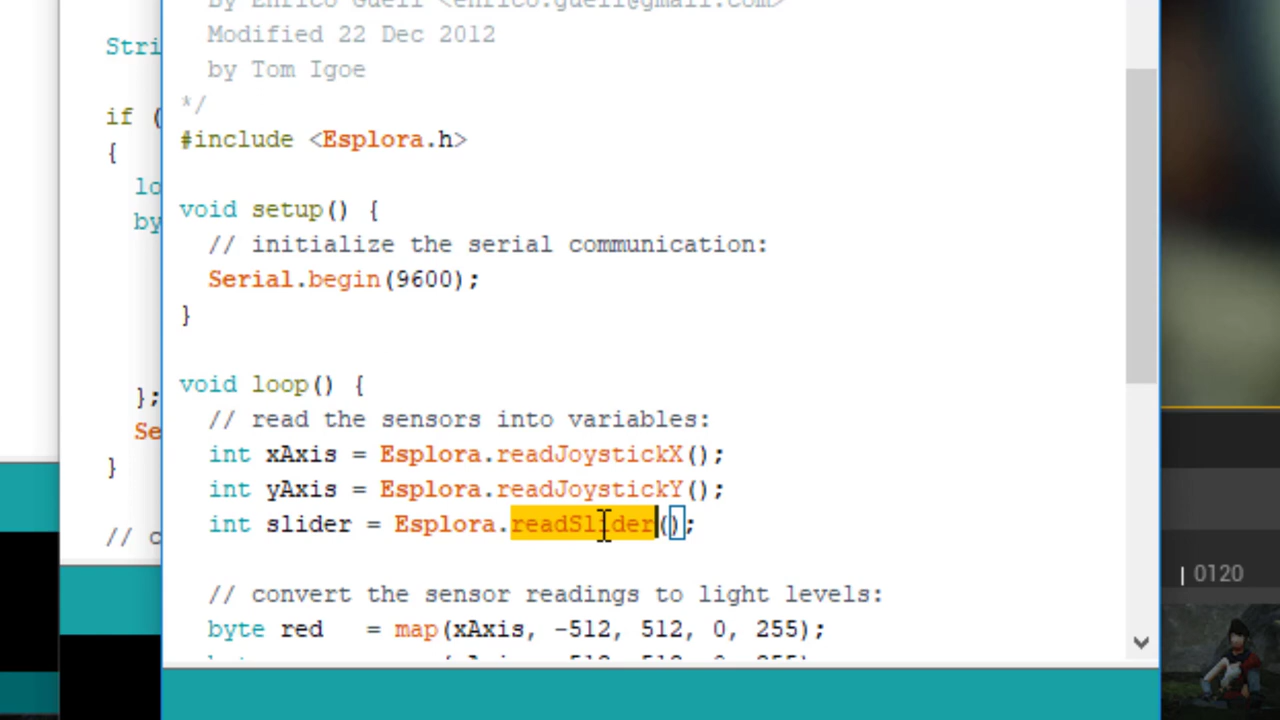 By Enrico Gueli <enrico.gueli@gmail.com>
Modified 22 Dec 2012
by Tom Igoe
*/
#include <Esplora.h>
void setup() {
// initialize the serial communication:
Serial.begin(9600);
}
void loop() {
// read the sensors into variables:
int xAxis = Esplora.readJoystickX();
int yAxis = Esplora.readJoystickY();
int slider = Esplora.readSlider();
// convert the sensor readings to light levels:
byte red   = map(xAxis, -512, 512, 0, 255);
Stri
if (
{
lo
by
};
Se
}
// c
0120